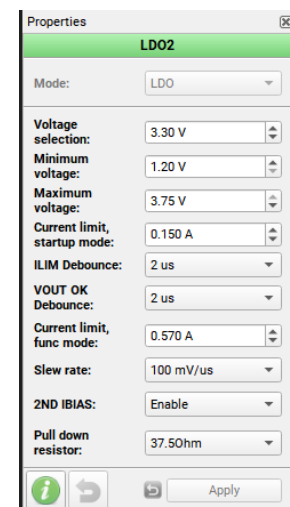 Properties
LDO2
Mode: LDO
Voltage
selection: 3.30 V
Minimum
voltage: 1.20 V
Maximum
voltage: 3.75 V
Current limit,
startup mode: 0.150 A
ILIM Debounce: 2 us
VOUT OK
Debounce: 2 us
Current limit,
func mode: 0.570 A
Slew rate: 100 mV/us
2ND IBIAS: Enable
Pull down
resistor: 37.5Ohm
Apply